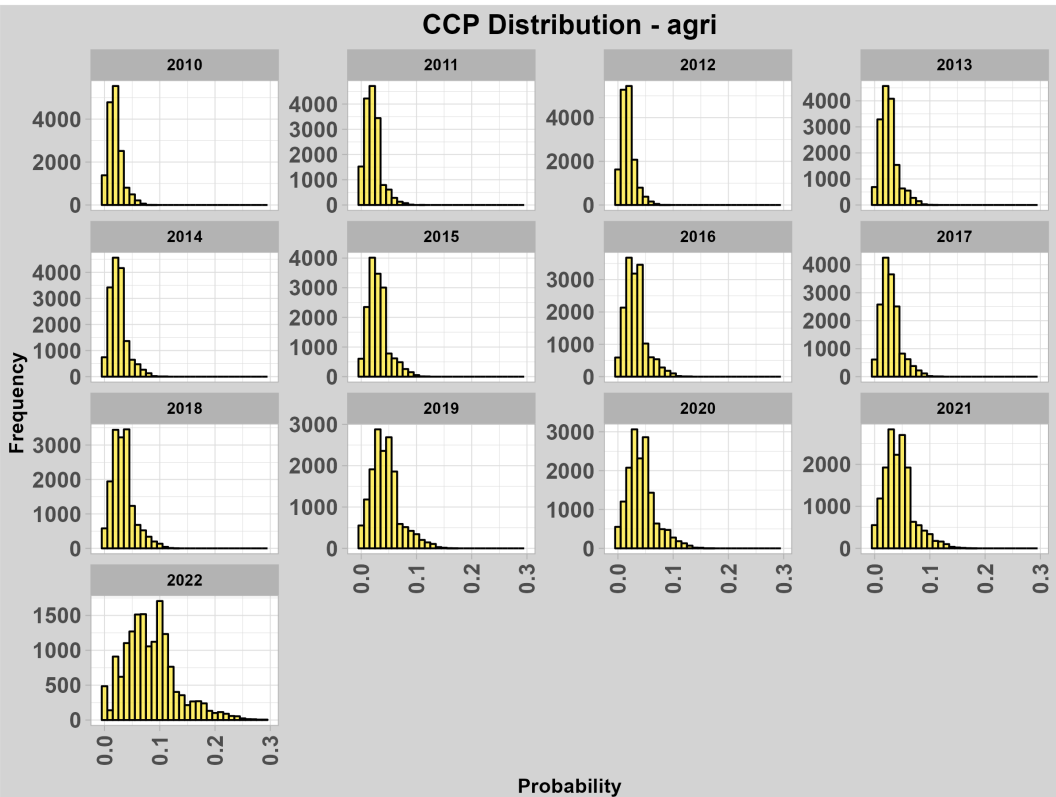 CCP Distribution - agri
2010 2011 2012 2013
4000 2000 0
4000 3000 2000 1000 0
4000 2000 0
4000 3000 2000 1000 0
2014 2015 2016 2017
4000 3000 2000 1000 0
4000 3000 2000 1000 0
3000 2000 1000 0
4000 3000 2000 1000 0
Frequency
2018 2019 2020 2021
3000 2000 1000 0
3000 2000 1000 0
3000 2000 1000 0
2000 1000 0
0.0 0.1 0.2 0.3 0.0 0.1 0.2 0.3 0.0 0.1 0.2 0.3
2022
1500 1000 500 0
0.0 0.1 0.2 0.3
Probability